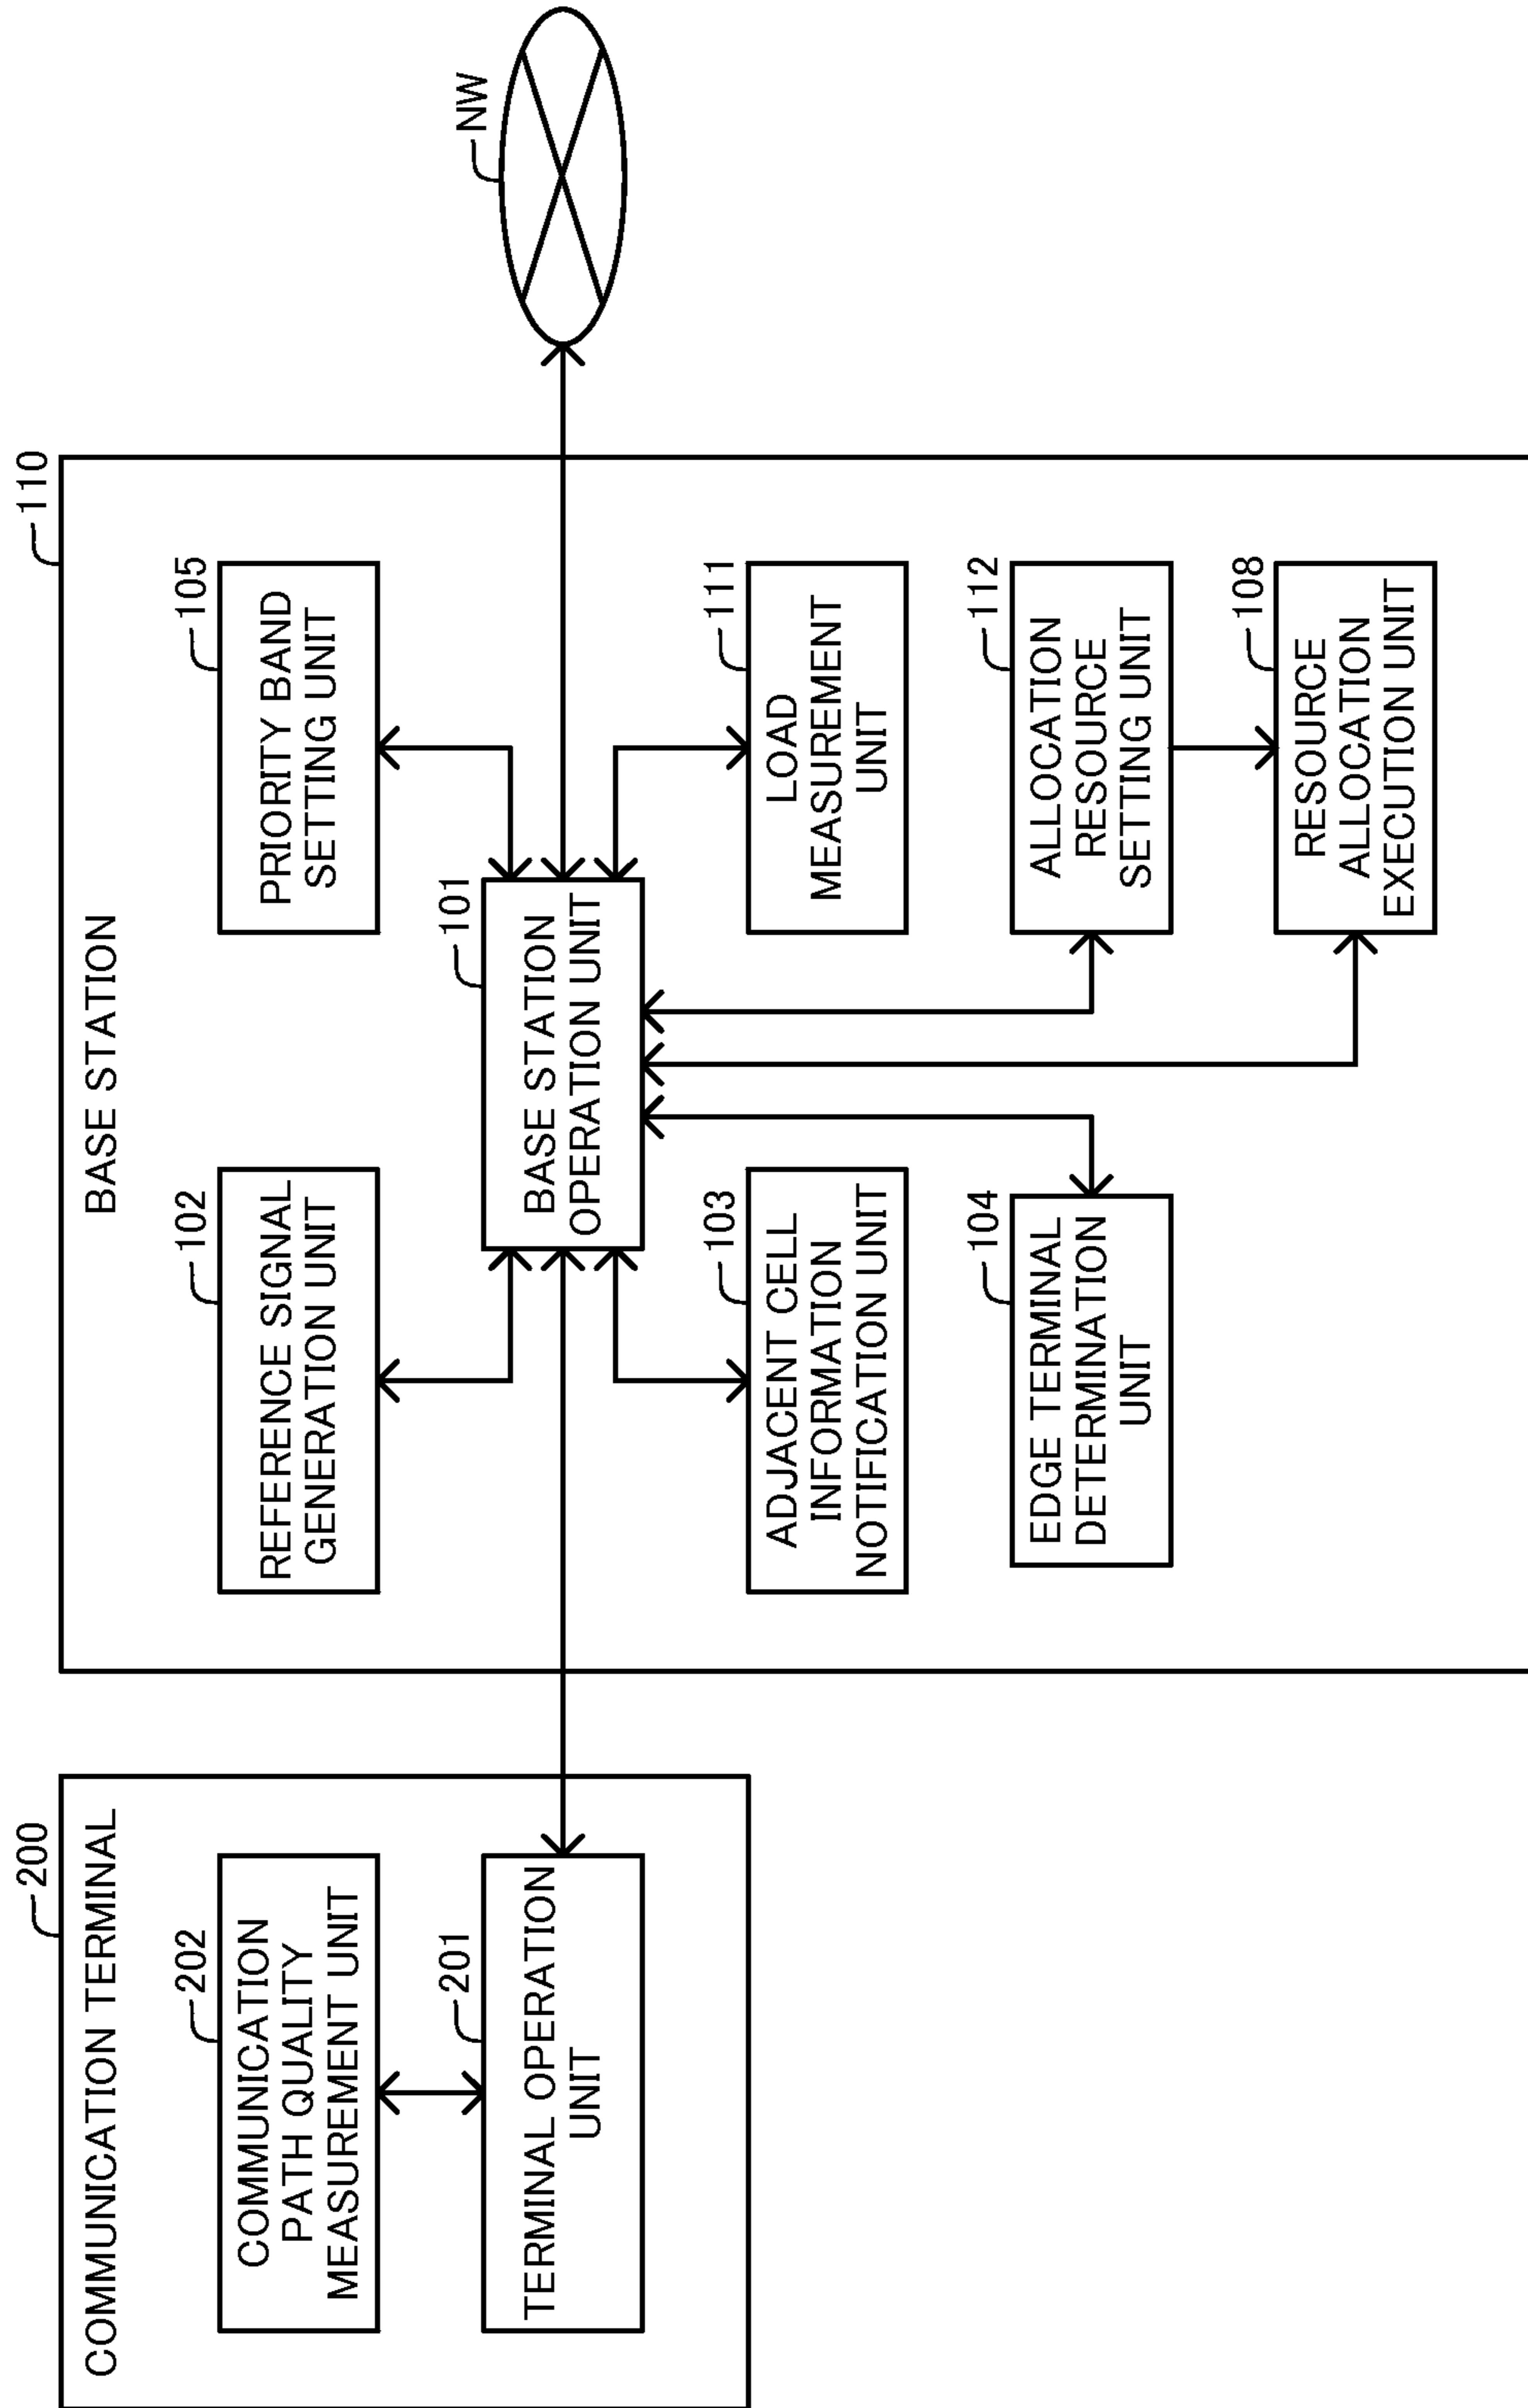 200
COMMUNICATION TERMINAL
202
COMMUNICATION
PATH QUALITY
MEASUREMENT UNIT
201
TERMINAL OPERATION
UNIT
110
BASE STATION
102
REFERENCE SIGNAL
GENERATION UNIT
105
PRIORITY BAND
SETTING UNIT
101
BASE STATION
OPERATION UNIT
NW
103
ADJACENT CELL
INFORMATION
NOTIFICATION UNIT
111
LOAD
MEASUREMENT
UNIT
104
EDGE TERMINAL
DETERMINATION
UNIT
112
ALLOCATION
RESOURCE
SETTING UNIT
108
RESOURCE
ALLOCATION
EXECUTION UNIT